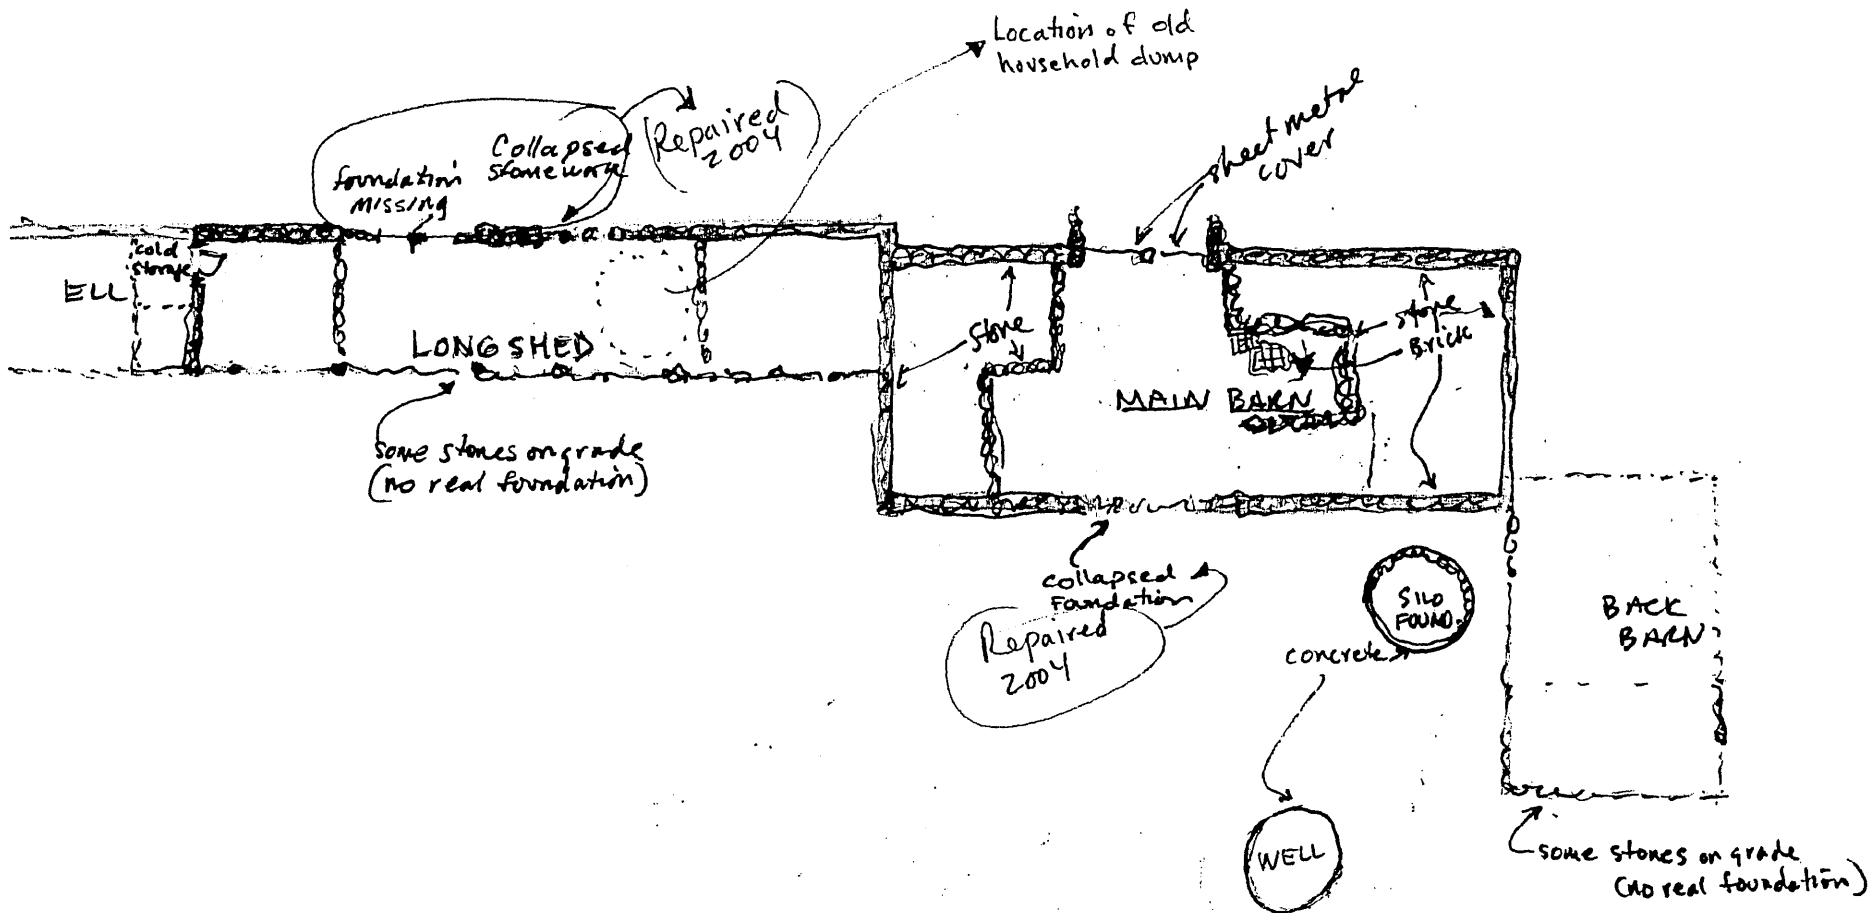 Location of old
household dump
sheet metal
cover
Repaired
2004
Collapsed
stonework
foundation
missing
cold
storage
ELL
LONG SHED
stone
stone
Brick
MAIN BARN
some stones on grade
(no real foundation)
collapsed
Foundation
Repaired
2004
SILO
FOUND.
concrete
BACK
BARN
WELL
some stones on grade
(no real foundation)